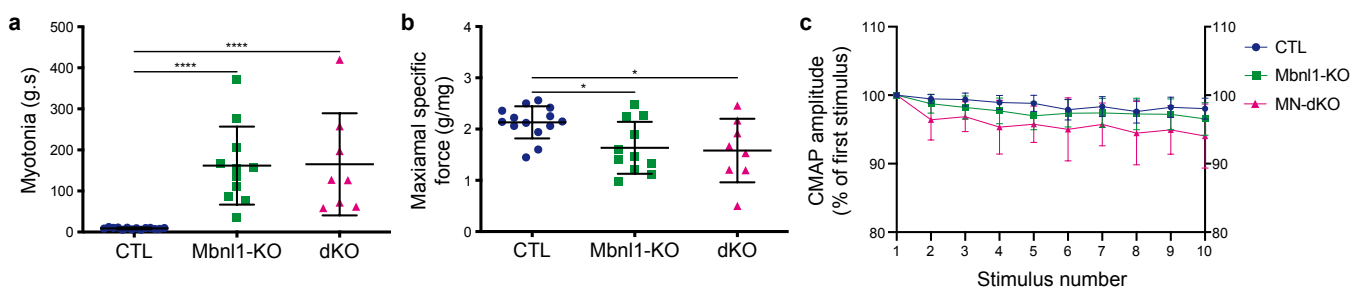 a
Myotonia (g.s)
500
400
300
200
100
0
****
****
CTL
Mbnl1-KO
dKO
b
Maxiamal specific
force (g/mg)
4
3
2
1
0
*
*
CTL
Mbnl1-KO
dKO
c
CMAP amplitude
(% of first stimulus)
110
100
90
80
110
100
90
80
1 2 3 4 5 6 7 8 9 10
Stimulus number
CTL
Mbnl1-KO
MN-dKO